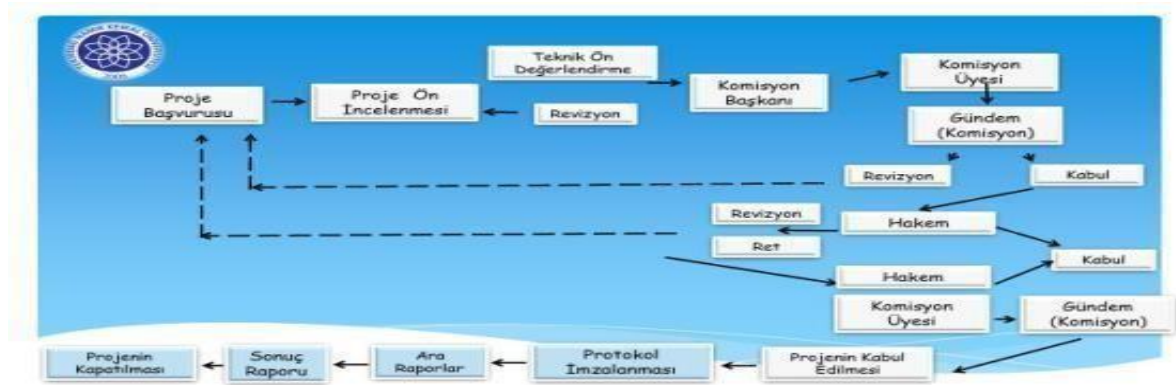 Teknik Ön
Değerlendirme
Proje
Başvurusu
Proje Ön
İncelenmesi
Revizyon
Komisyon
Başkanı
Komisyon
Üyesi
Gündem
(Komisyon)
Revizyon
Kabul
Revizyon
Ret
Hakem
Kabul
Hakem
Komisyon
Üyesi
Gündem
(Komisyon)
Projenin
Kapatılması
Sonuç
Raporu
Ara
Raporlar
Protokol
İmzalanması
Projenin Kabul
Edilmesi